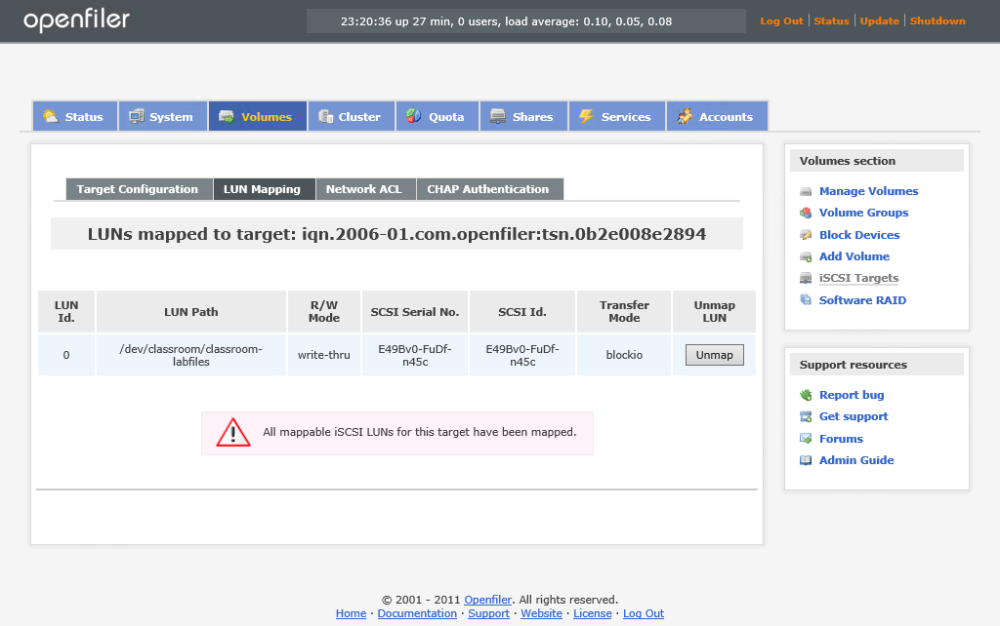 openfiler
23:20:36 up 27 min, 0 users, load average: 0.10, 0.05, 0.08
Log Out | Status | Update | Shutdown
Status System Volumes Cluster Quota Shares Services Accounts
Target Configuration LUN Mapping Network ACL CHAP Authentication
LUNs mapped to target: iqn.2006-01.com.openfiler:tsn.0b2e008e2894
LUN Id. LUN Path R/W Mode SCSI Serial No. SCSI Id. Transfer Mode Unmap LUN
0 /dev/classroom/classroom-labfiles write-thru E49Bv0-FuDf-n45c E49Bv0-FuDf-n45c blockio Unmap
All mappable iSCSI LUNs for this target have been mapped.
Volumes section
Manage Volumes
Volume Groups
Block Devices
Add Volume
iSCSI Targets
Software RAID
Support resources
Report bug
Get support
Forums
Admin Guide
© 2001 - 2011 Openfiler. All rights reserved.
Home · Documentation · Support · Website · License · Log Out